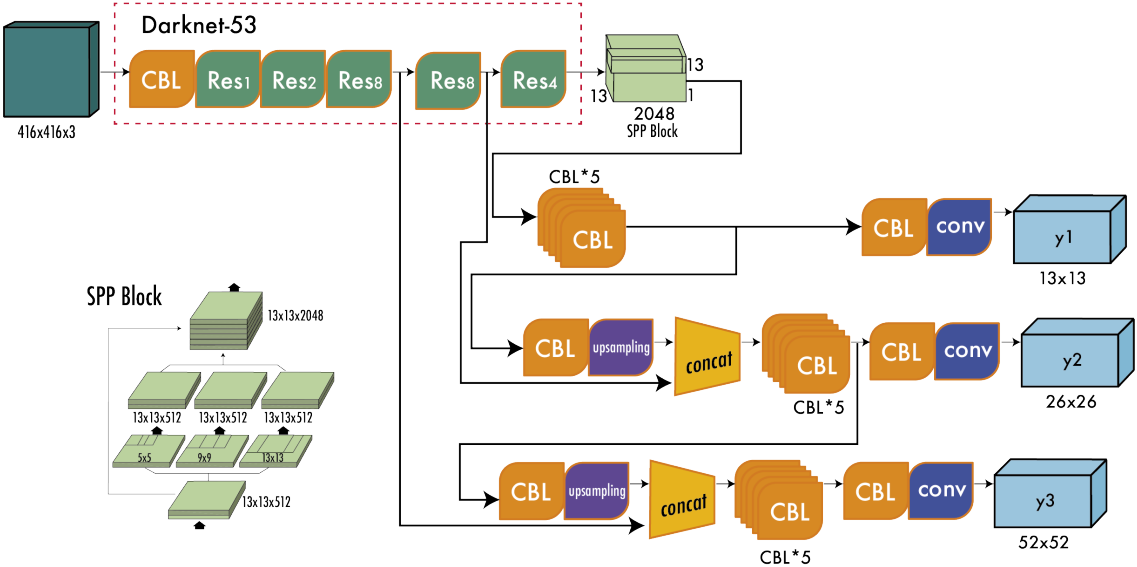 Darknet-53
CBL
Res1
Res2
Res8
Res8
Res4
416x416x3
13
13
1
2048
SPP Block
CBL*5
CBL
CBL
conv
y1
13x13
SPP Block
13x13x2048
13x13x512
13x13x512
13x13x512
5x5
9x9
13x13
13x13x512
CBL
upsampling
concat
CBL
CBL*5
CBL
conv
y2
26x26
CBL
upsampling
concat
CBL
CBL*5
CBL
conv
y3
52x52